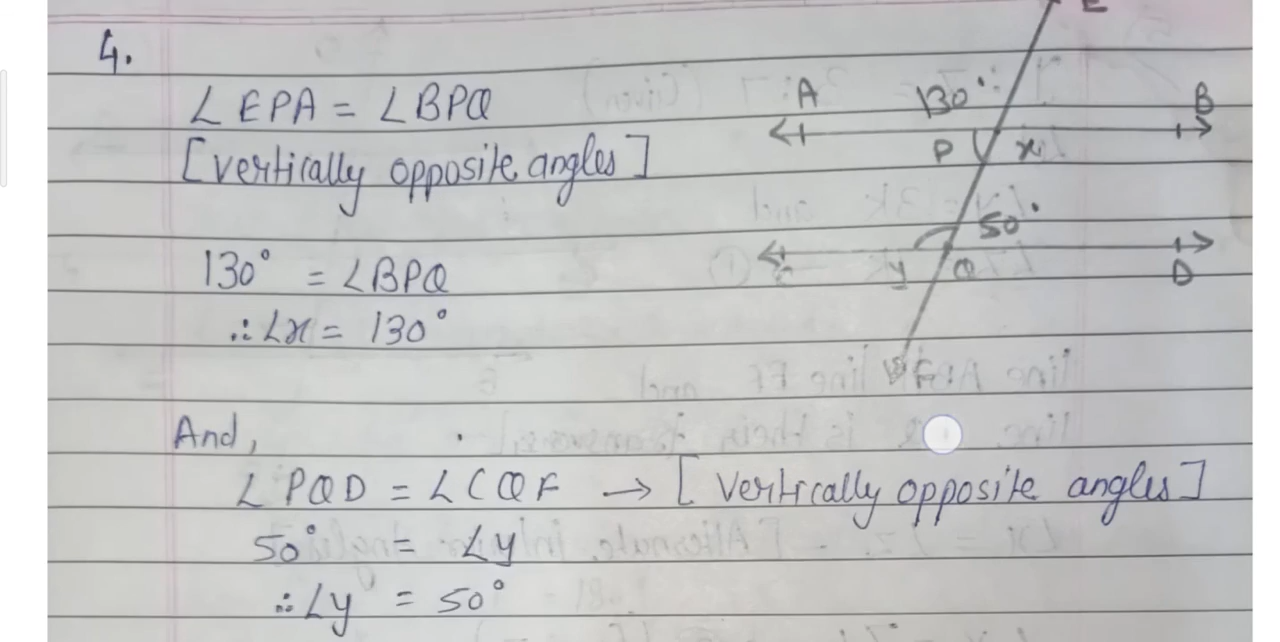 E
4.
∠EPA = ∠BPQ
[vertically opposite angles]
A 130° B
P x
50°
y Q D
130° = ∠BPQ
∴ ∠x = 130°
F
And,
∠PQD = ∠CQF → [vertically opposite angles]
50° = ∠y
∴ ∠y = 50°